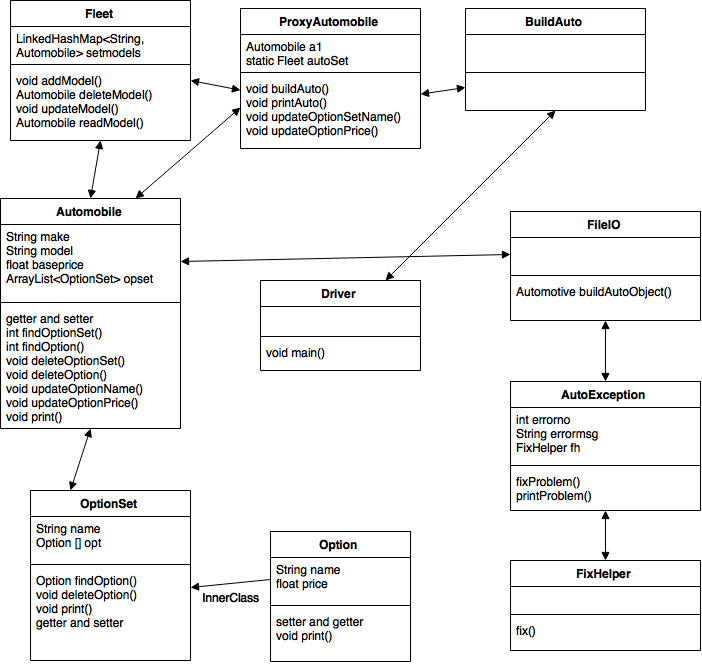 Fleet
LinkedHashMap<String,
Automobile> setmodels
void addModel()
Automobile deleteModel()
void updateModel()
Automobile readModel()
ProxyAutomobile
Automobile a1
static Fleet autoSet
void buildAuto()
void printAuto()
void updateOptionSetName()
void updateOptionPrice()
BuildAuto
Automobile
String make
String model
float baseprice
ArrayList<OptionSet> opset
getter and setter
int findOptionSet()
int findOption()
void deleteOptionSet()
void deleteOption()
void updateOptionName()
void updateOptionPrice()
void print()
Driver
void main()
FileIO
Automotive buildAutoObject()
AutoException
int errorno
String errormsg
FixHelper fh
fixProblem()
printProblem()
OptionSet
String name
Option [] opt
Option findOption()
void deleteOption()
void print()
getter and setter
InnerClass
Option
String name
float price
setter and getter
void print()
FixHelper
fix()